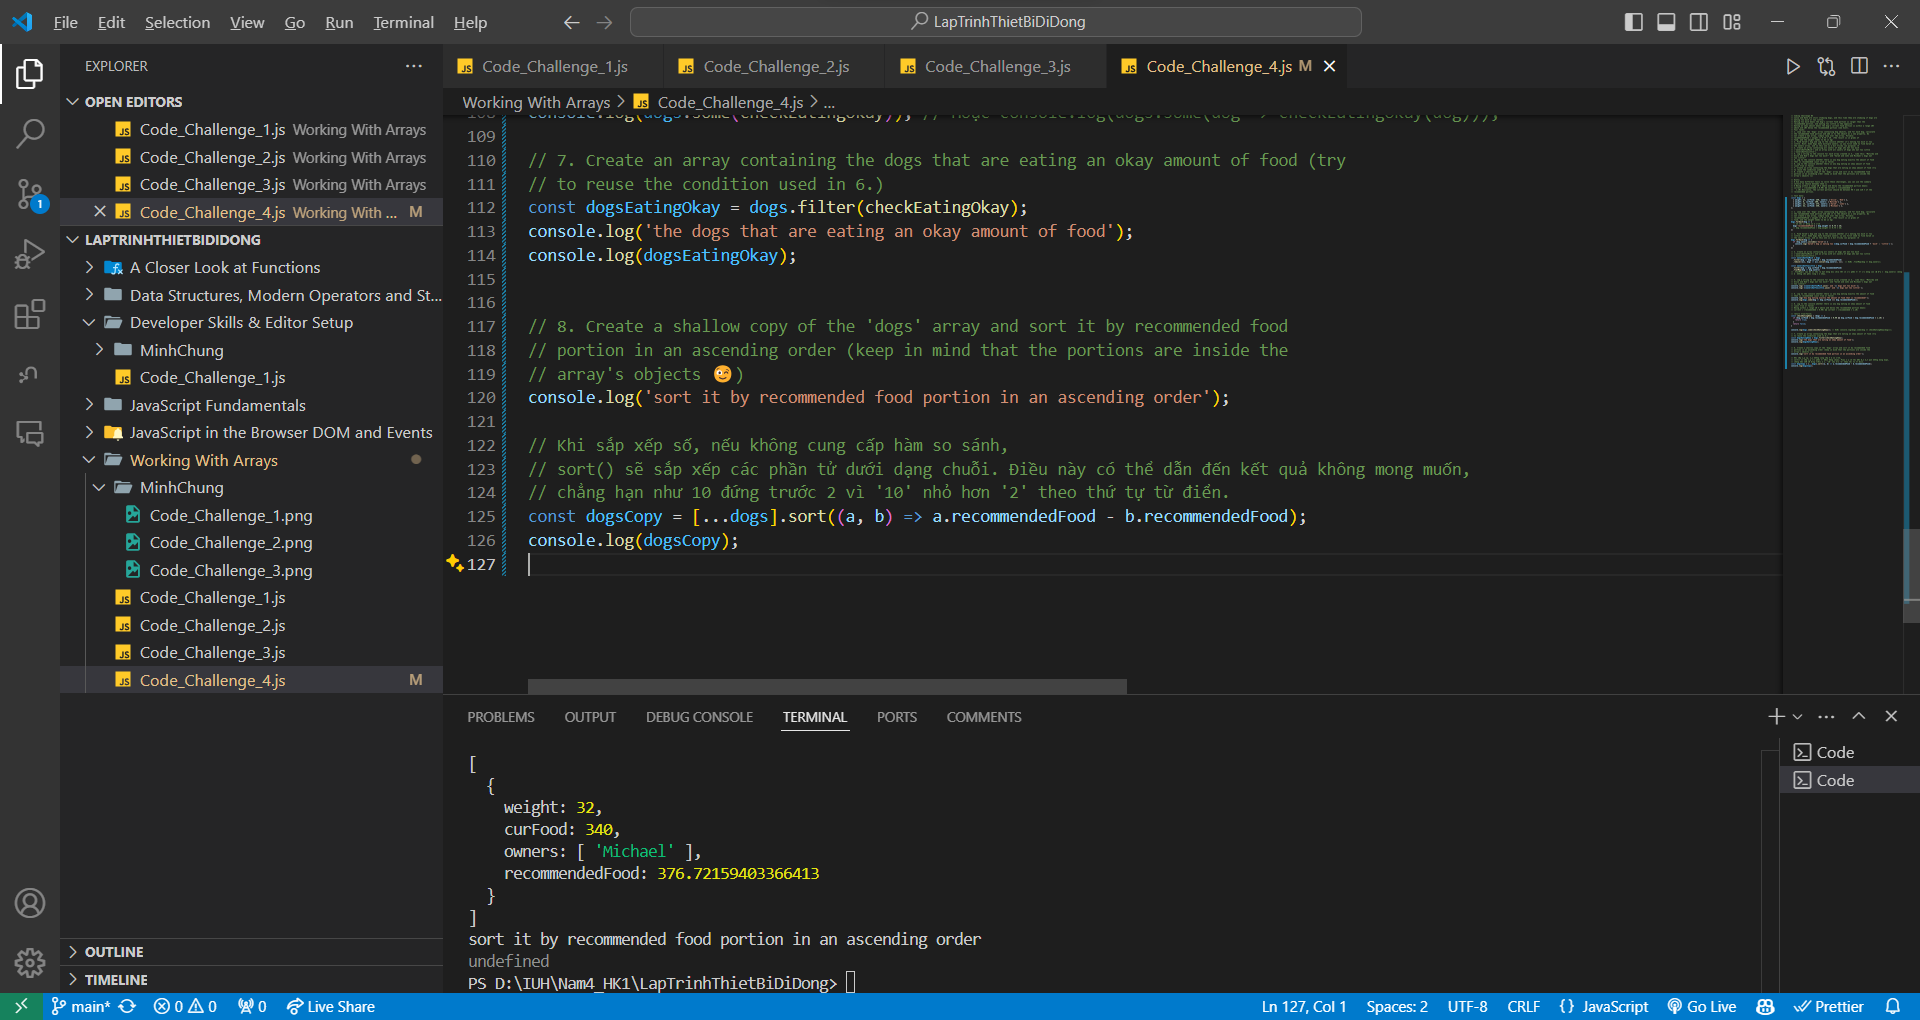 File Edit Selection View Go Run Terminal Help
LapTrinhThietBiDiDong
EXPLORER
OPEN EDITORS
Code_Challenge_1.js Working With Arrays
Code_Challenge_2.js Working With Arrays
Code_Challenge_3.js Working With Arrays
Code_Challenge_4.js Working With ... M
LAPTRINHTHIETBIDIDONG
A Closer Look at Functions
Data Structures, Modern Operators and St...
Developer Skills & Editor Setup
MinhChung
Code_Challenge_1.js
JavaScript Fundamentals
JavaScript in the Browser DOM and Events
Working With Arrays
MinhChung
Code_Challenge_1.png
Code_Challenge_2.png
Code_Challenge_3.png
Code_Challenge_1.js
Code_Challenge_2.js
Code_Challenge_3.js
Code_Challenge_4.js M
OUTLINE
TIMELINE
1
Code_Challenge_1.js Code_Challenge_2.js Code_Challenge_3.js Code_Challenge_4.js M
Working With Arrays > Code_Challenge_4.js > ...
109
110 // 7. Create an array containing the dogs that are eating an okay amount of food (try
111 // to reuse the condition used in 6.)
112 const dogsEatingOkay = dogs.filter(checkEatingOkay);
113 console.log('the dogs that are eating an okay amount of food');
114 console.log(dogsEatingOkay);
115
116
117 // 8. Create a shallow copy of the 'dogs' array and sort it by recommended food
118 // portion in an ascending order (keep in mind that the portions are inside the
119 // array's objects 😉)
120 console.log('sort it by recommended food portion in an ascending order');
121
122 // Khi sắp xếp số, nếu không cung cấp hàm so sánh,
123 // sort() sẽ sắp xếp các phần tử dưới dạng chuỗi. Điều này có thể dẫn đến kết quả không mong muốn,
124 // chẳng hạn như 10 đứng trước 2 vì '10' nhỏ hơn '2' theo thứ tự từ điển.
125 const dogsCopy = [...dogs].sort((a, b) => a.recommendedFood - b.recommendedFood);
126 console.log(dogsCopy);
127
PROBLEMS OUTPUT DEBUG CONSOLE TERMINAL PORTS COMMENTS
[
{
weight: 32,
curFood: 340,
owners: [ 'Michael' ],
recommendedFood: 376.72159403366413
}
]
sort it by recommended food portion in an ascending order
undefined
PS D:\IUH\Nam4_HK1\LapTrinhThietBiDiDong>
Code
Code
main* 0 0 0 Live Share Ln 127, Col 1 Spaces: 2 UTF-8 CRLF {} JavaScript Go Live Prettier